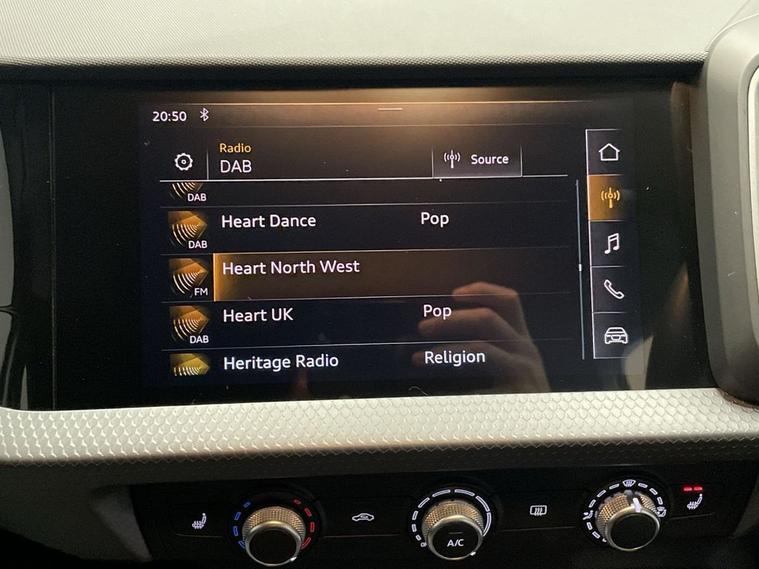 20:50
Radio
DAB
Source
DAB
Heart Dance Pop
DAB
Heart North West
FM
Heart UK Pop
DAB
Heritage Radio Religion
A/C